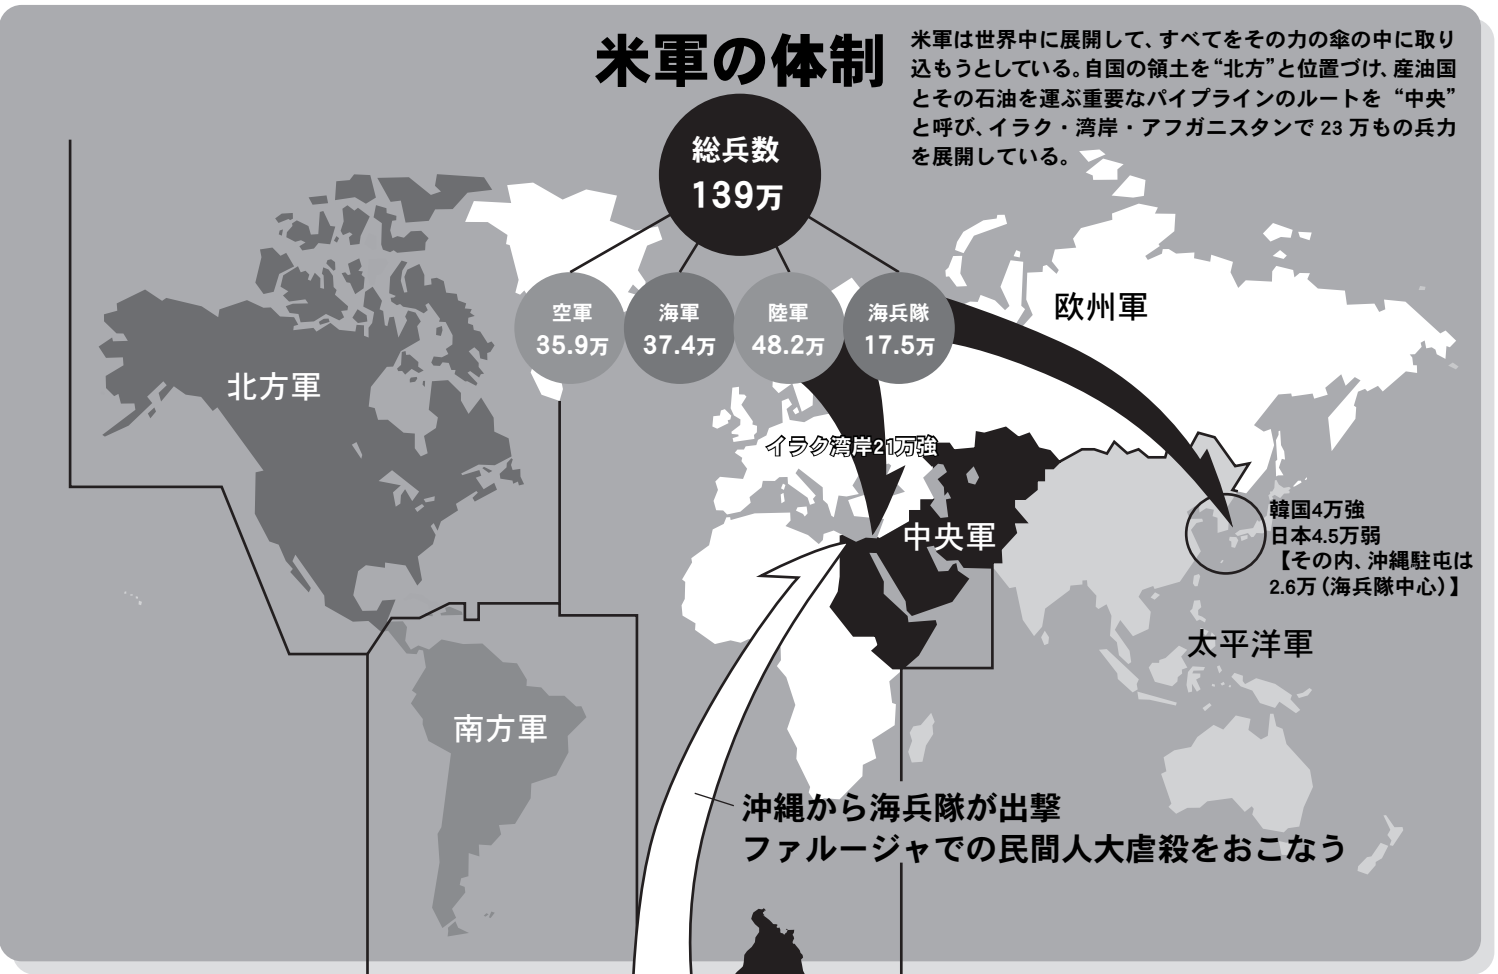 米軍の体制
米軍は世界中に展開して、すべてをその力の傘の中に取り
込もうとしている。自国の領土を“北方”と位置づけ、産油国
とその石油を運ぶ重要なパイプラインのルートを “中央”
と呼び、イラク・湾岸・アフガニスタンで 23 万もの兵力
を展開している。
総兵数
139万
空軍
35.9万
海軍
37.4万
陸軍
48.2万
海兵隊
17.5万
欧州軍
北方軍
イラク湾岸21万強
中央軍
韓国4万強
日本4.5万弱
【その内、沖縄駐屯は
2.6万（海兵隊中心）】
太平洋軍
南方軍
沖縄から海兵隊が出撃
ファルージャでの民間人大虐殺をおこなう